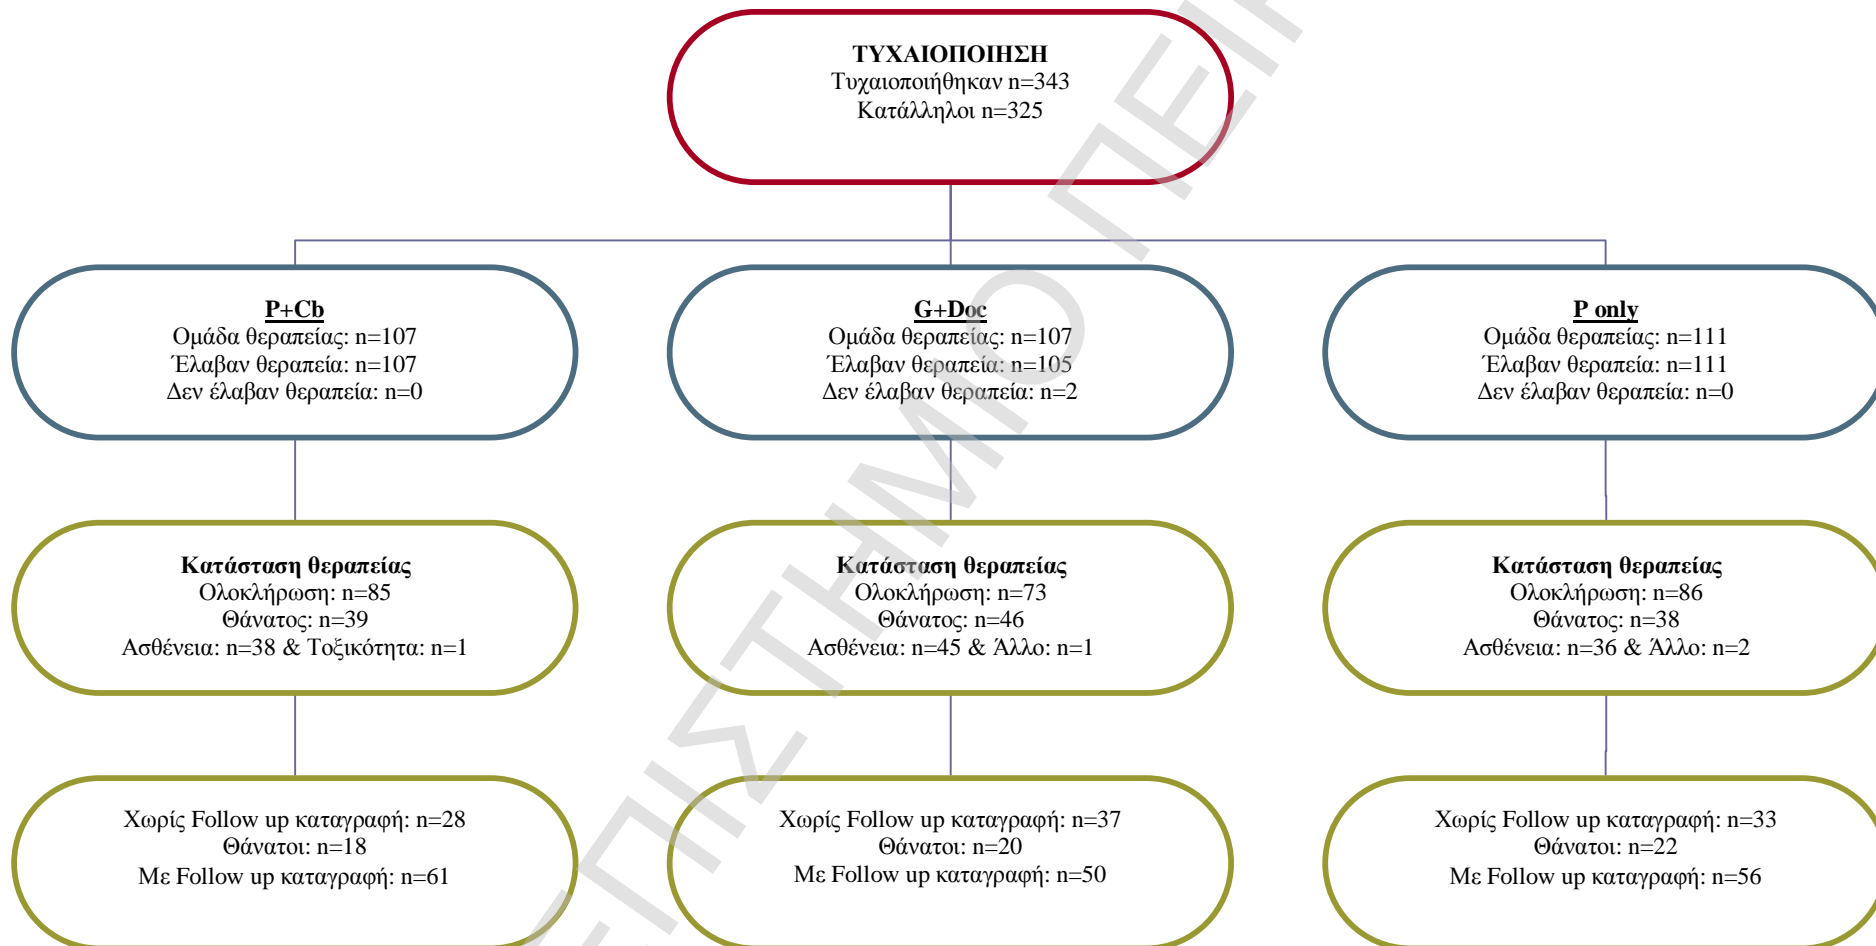 ΤΥΧΑΙΟΠΟΙΗΣΗ
Τυχαιοποιήθηκαν n=343
Κατάλληλοι n=325
P+Cb
Ομάδα θεραπείας: n=107
Έλαβαν θεραπεία: n=107
Δεν έλαβαν θεραπεία: n=0
G+Doc
Ομάδα θεραπείας: n=107
Έλαβαν θεραπεία: n=105
Δεν έλαβαν θεραπεία: n=2
P only
Ομάδα θεραπείας: n=111
Έλαβαν θεραπεία: n=111
Δεν έλαβαν θεραπεία: n=0
Κατάσταση θεραπείας
Ολοκλήρωση: n=85
Θάνατος: n=39
Ασθένεια: n=38 & Τοξικότητα: n=1
Κατάσταση θεραπείας
Ολοκλήρωση: n=73
Θάνατος: n=46
Ασθένεια: n=45 & Άλλο: n=1
Κατάσταση θεραπείας
Ολοκλήρωση: n=86
Θάνατος: n=38
Ασθένεια: n=36 & Άλλο: n=2
Χωρίς Follow up καταγραφή: n=28
Θάνατοι: n=18
Με Follow up καταγραφή: n=61
Χωρίς Follow up καταγραφή: n=37
Θάνατοι: n=20
Με Follow up καταγραφή: n=50
Χωρίς Follow up καταγραφή: n=33
Θάνατοι: n=22
Με Follow up καταγραφή: n=56